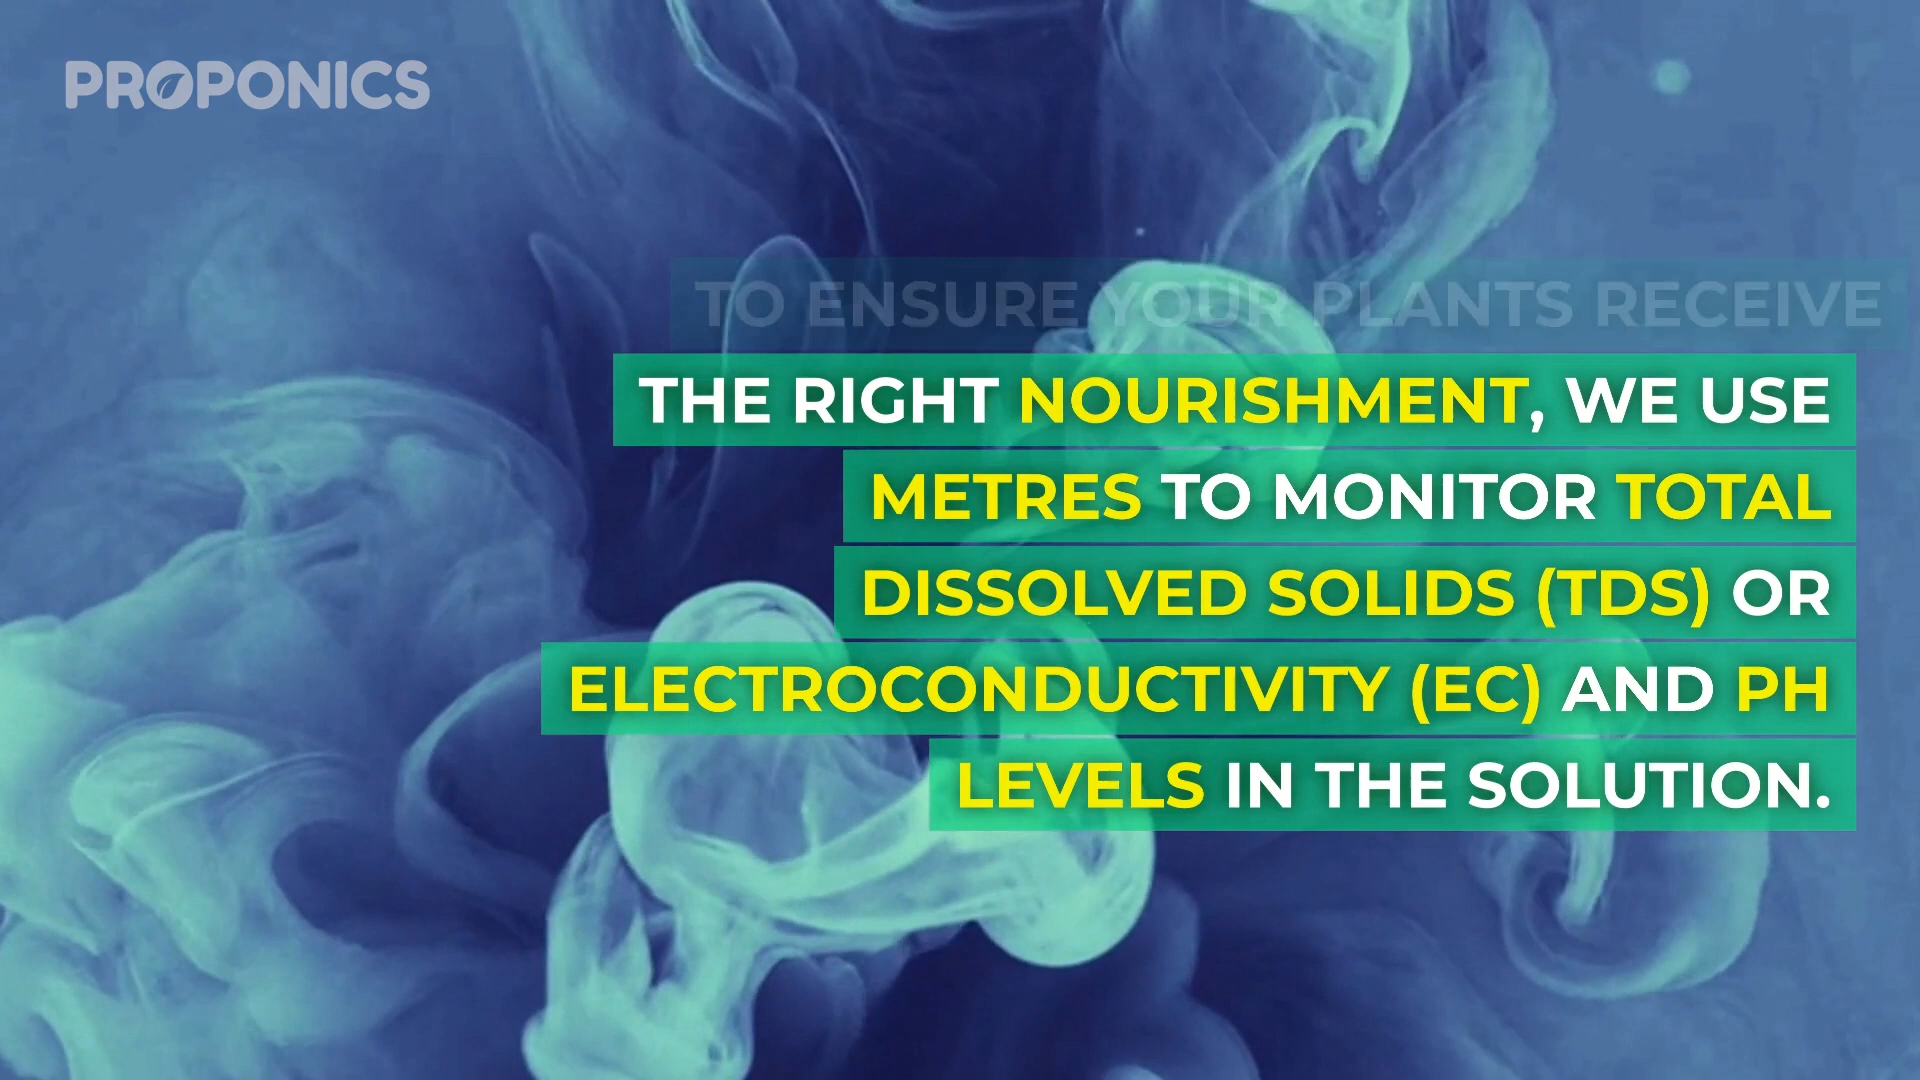 PROPONICS
TO ENSURE YOUR PLANTS RECEIVE
THE RIGHT NOURISHMENT, WE USE
METRES TO MONITOR TOTAL
DISSOLVED SOLIDS (TDS) OR
ELECTROCONDUCTIVITY (EC) AND PH
LEVELS IN THE SOLUTION.